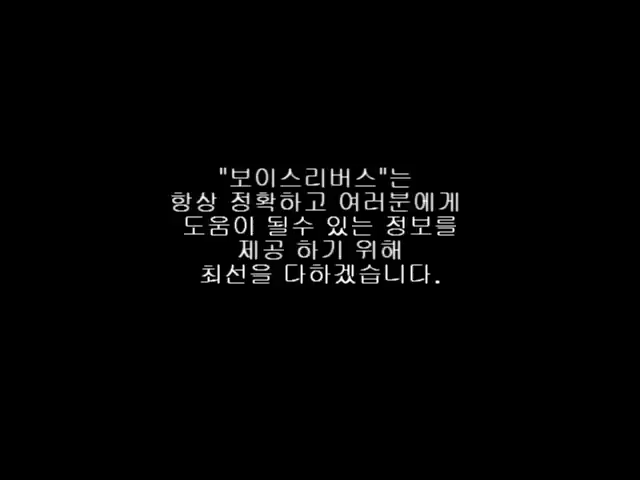 "보이스리버스"는
항상 정확하고 여러분에게
도움이 될수 있는 정보를
제공 하기 위해
최선을 다하겠습니다.